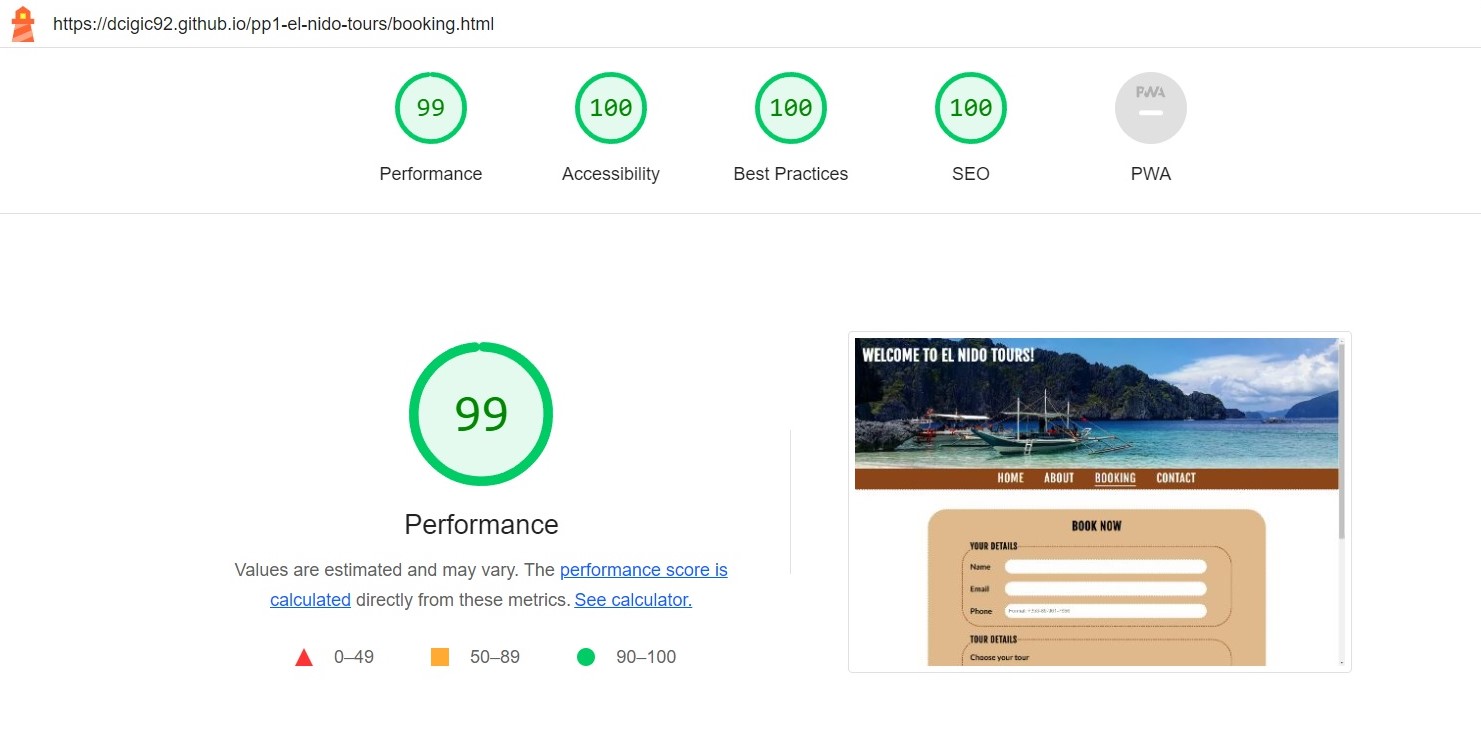 https://dcigic92.github.io/pp1-el-nido-tours/booking.html
99
100
100
100
PWA
Performance
Accessibility
Best Practices
SEO
PWA
99
Performance
Values are estimated and may vary. The performance score is
calculated directly from these metrics. See calculator.
0–49
50–89
90–100
WELCOME TO EL NIDO TOURS!
HOME
ABOUT
BOOKING
CONTACT
BOOK NOW
YOUR DETAILS
Name
Email
Phone
TOUR DETAILS
Choose your tour